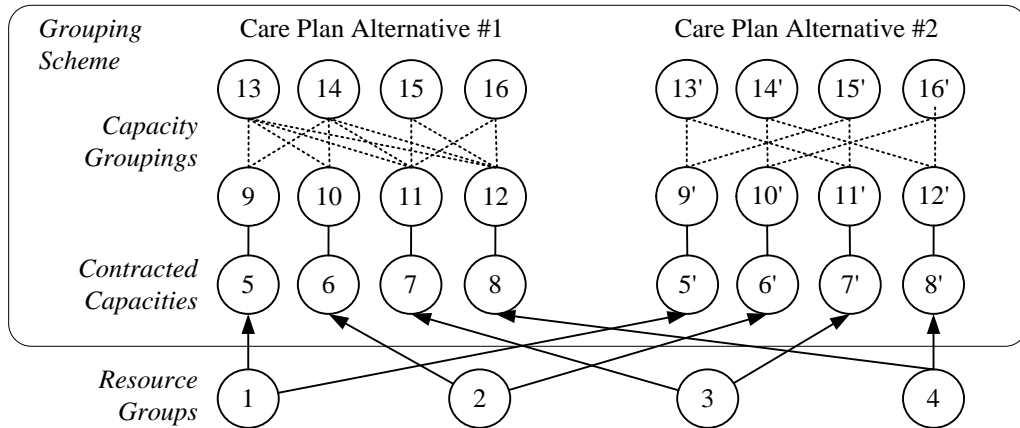 Grouping Scheme
Care Plan Alternative #1
Care Plan Alternative #2
13 14 15 16 13' 14' 15' 16'
Capacity Groupings
9 10 11 12 9' 10' 11' 12'
Contracted Capacities
5 6 7 8 5' 6' 7' 8'
Resource Groups
1 2 3 4